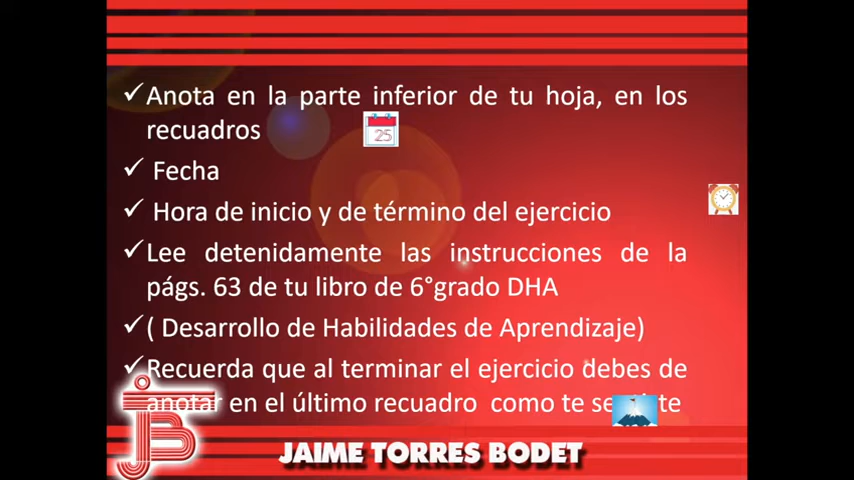 ✓Anota en la parte inferior de tu hoja, en los
recuadros
25
✓ Fecha
✓ Hora de inicio y de término del ejercicio
✓Lee detenidamente las instrucciones de la
págs. 63 de tu libro de 6°grado DHA
✓( Desarrollo de Habilidades de Aprendizaje)
✓Recuerda que al terminar el ejercicio debes de
anotar en el último recuadro como te
JAIME TORRES BODET